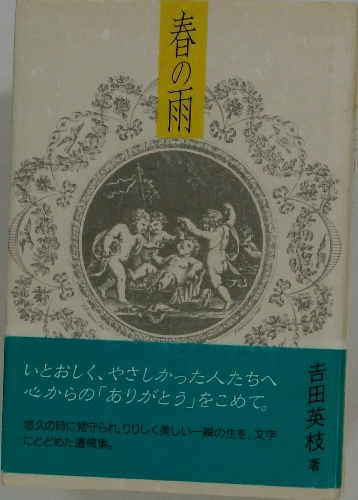 春の雨
いとおしく、やさしかった人たちへ
心からの「ありがとう」をこめて。
悠久の時に見守られ、りりしく美しい一瞬の生を、文字
にとどめた遺稿集。
𠮷田英枝 著